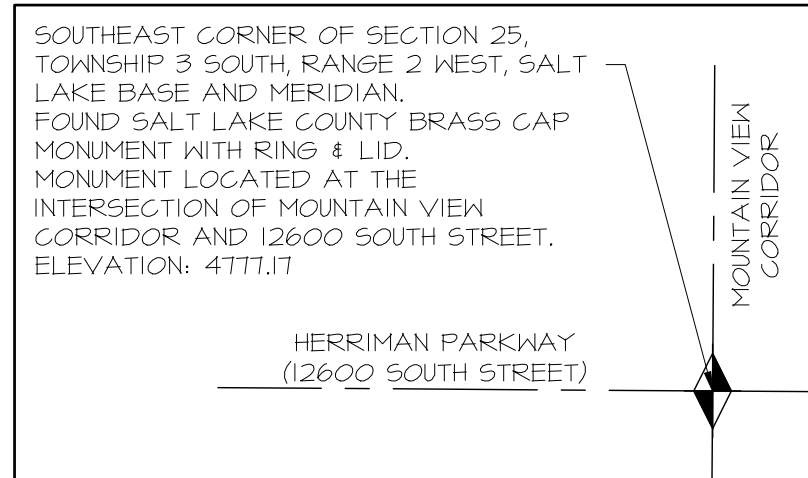 SOUTHEAST CORNER OF SECTION 25,
TOWNSHIP 3 SOUTH, RANGE 2 WEST, SALT
LAKE BASE AND MERIDIAN.
FOUND SALT LAKE COUNTY BRASS CAP
MONUMENT WITH RING & LID.
MONUMENT LOCATED AT THE
INTERSECTION OF MOUNTAIN VIEW
CORRIDOR AND 12600 SOUTH STREET.
ELEVATION: 4777.17
MOUNTAIN VIEW
CORRIDOR
HERRIMAN PARKWAY
(12600 SOUTH STREET)